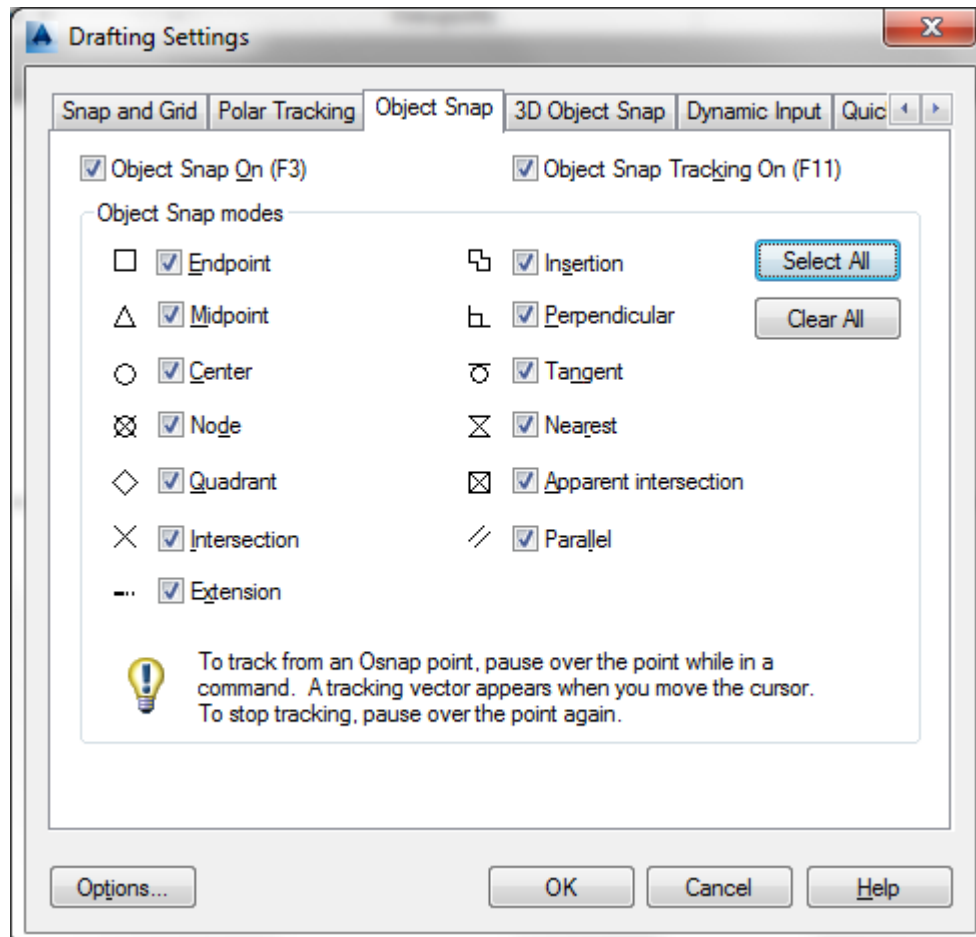 Drafting Settings
Snap and Grid Polar Tracking Object Snap 3D Object Snap Dynamic Input Quic
Object Snap On (F3) Object Snap Tracking On (F11)
Object Snap modes
Endpoint Insertion Select All
Midpoint Perpendicular Clear All
Center Tangent
Node Nearest
Quadrant Apparent intersection
Intersection Parallel
Extension
To track from an Osnap point, pause over the point while in a
command. A tracking vector appears when you move the cursor.
To stop tracking, pause over the point again.
Options... OK Cancel Help